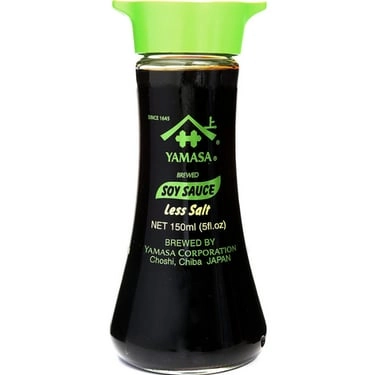 SINCE 1645
上
YAMASA®
BREWED
SOY SAUCE
Less Salt
NET 150ml (5fl.oz)
BREWED BY
YAMASA CORPORATION
Choshi, Chiba JAPAN